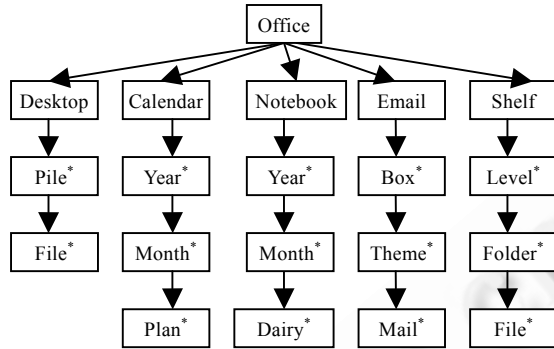 Office
Desktop Calendar Notebook Email Shelf
Pile* Year* Year* Box* Level*
File* Month* Month* Theme* Folder*
Plan* Dairy* Mail* File*